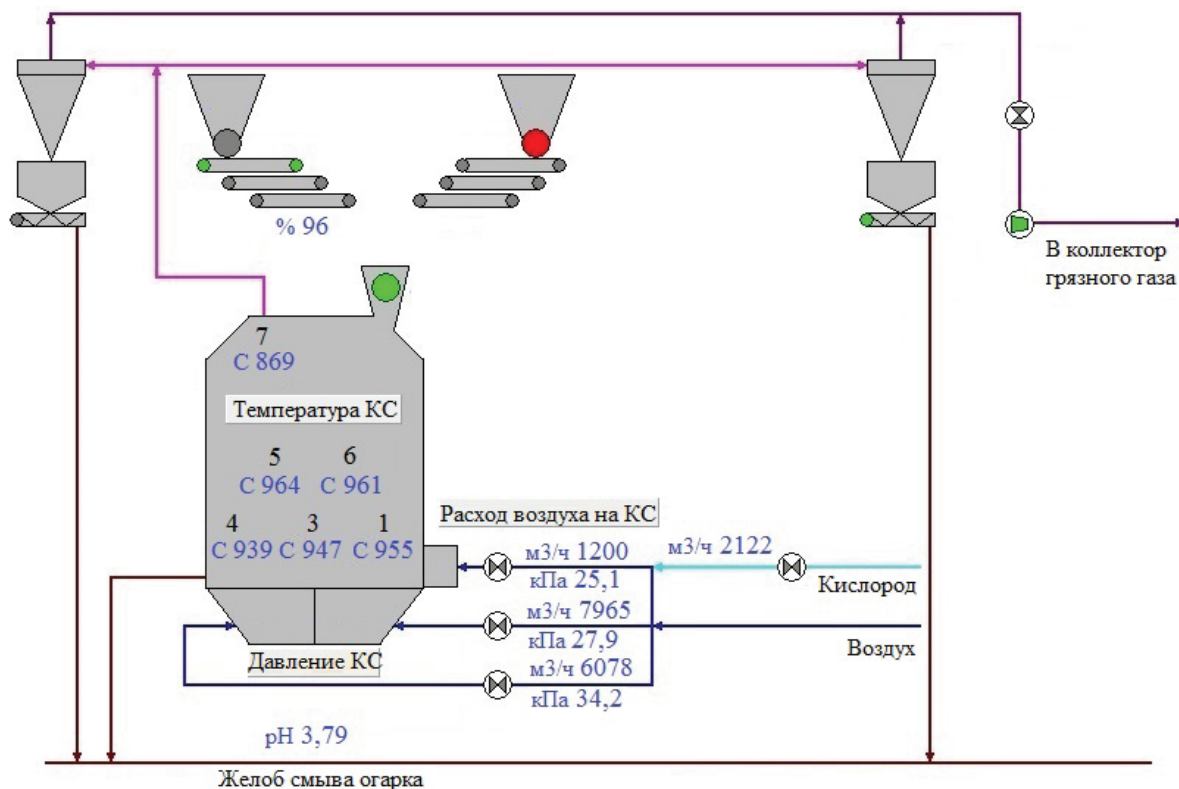 % 96
В коллектор
грязного газа
7
С 869
Температура КС
5 6
С 964 С 961
4 3 1
С 939 С 947 С 955
Расход воздуха на КС
м3/ч 1200
кПа 25,1
м3/ч 2122
Кислород
м3/ч 7965
кПа 27,9
Воздух
м3/ч 6078
кПа 34,2
Давление КС
pH 3,79
Желоб смыва огарка